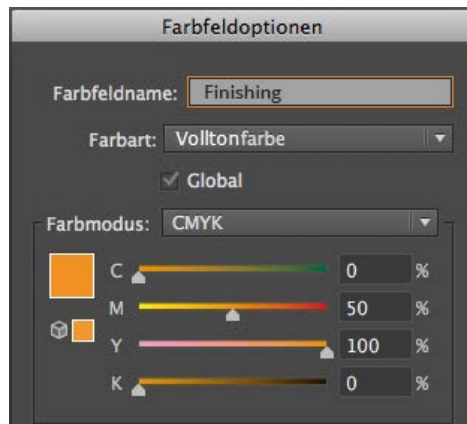 Farbfeldoptionen
Farbfeldname: Finishing
Farbart: Volltonfarbe
Global
Farbmodus: CMYK
C 0 %
M 50 %
Y 100 %
K 0 %